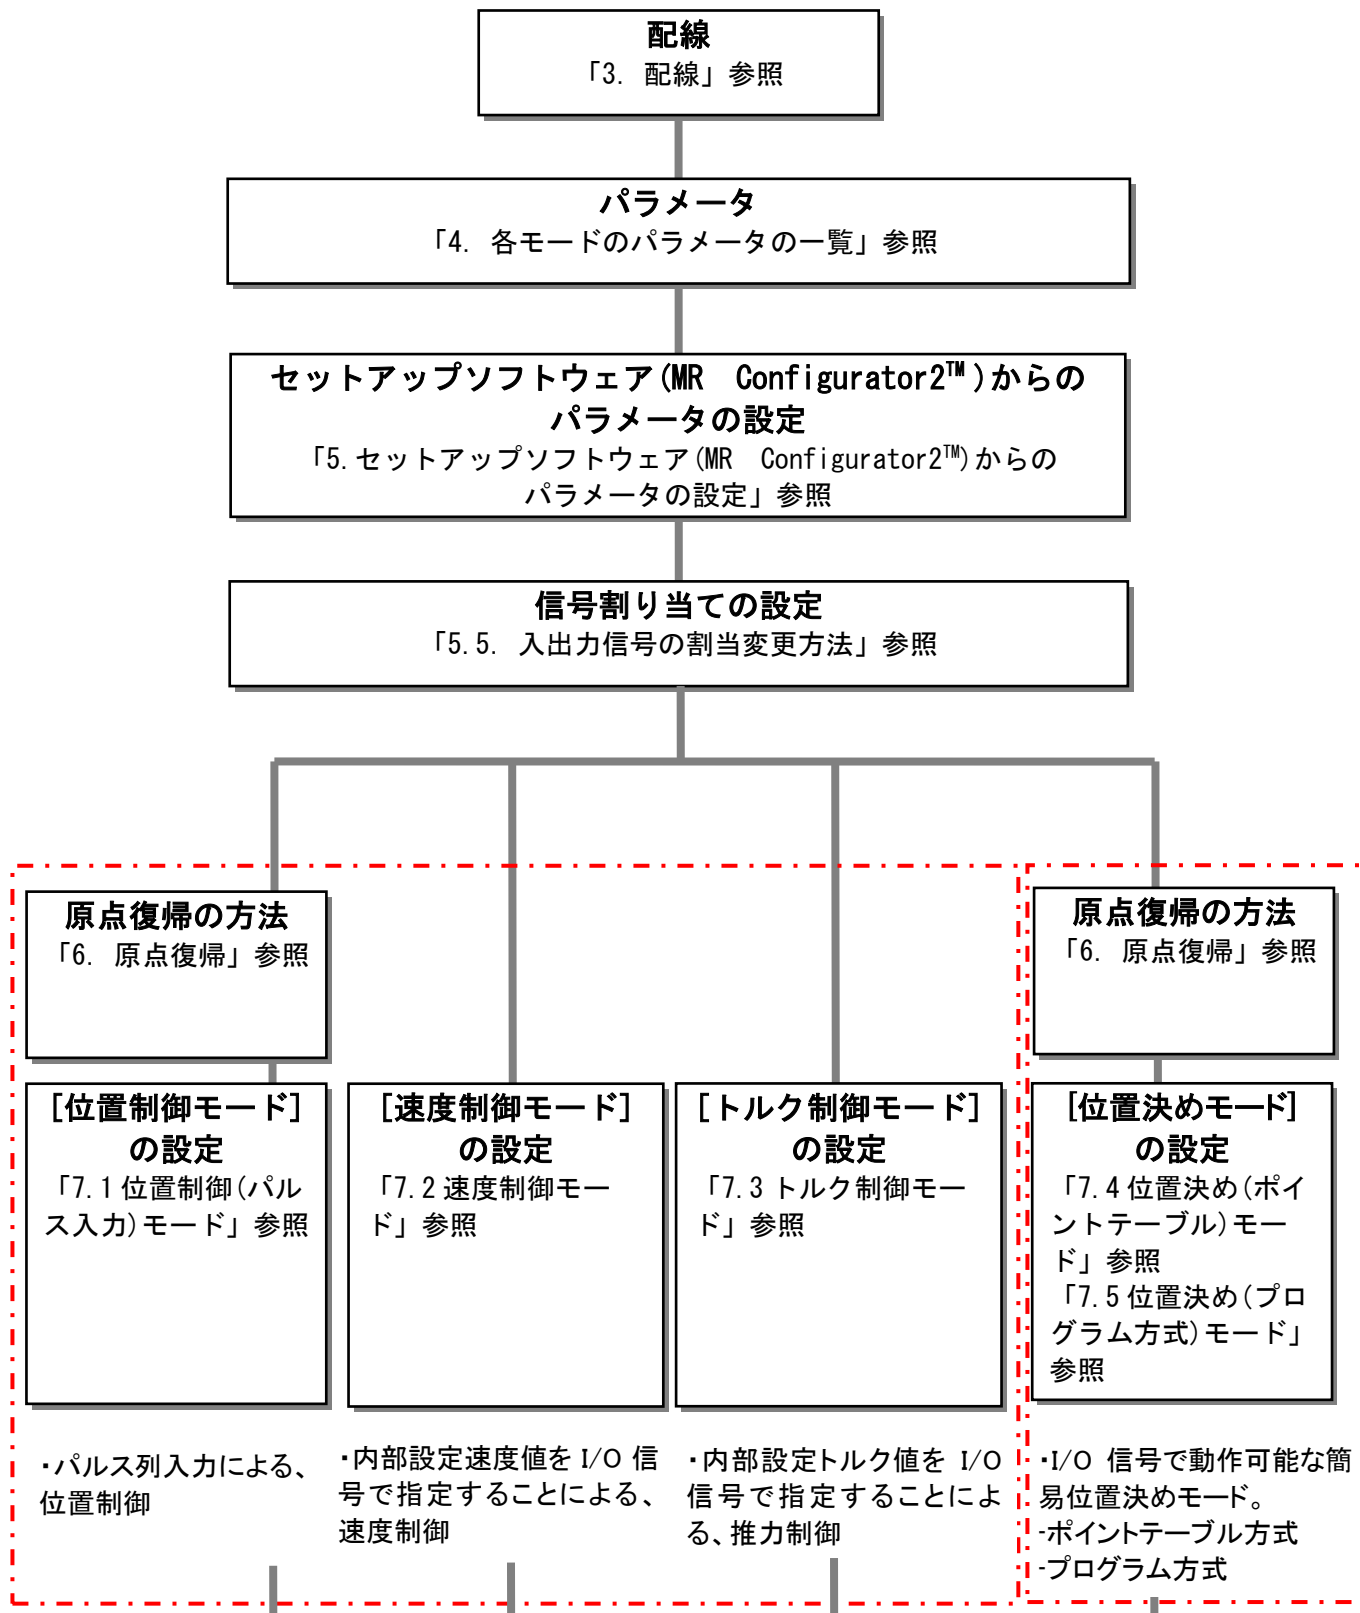 配線
「3. 配線」参照
パラメータ
「4. 各モードのパラメータの一覧」参照
セットアップソフトウェア(MR Configurator2™)からの
パラメータの設定
「5.セットアップソフトウェア(MR Configurator2™)からの
パラメータの設定」参照
信号割り当ての設定
「5.5. 入出力信号の割当変更方法」参照
原点復帰の方法
「6. 原点復帰」参照
原点復帰の方法
「6. 原点復帰」参照
[位置制御モード]
の設定
「7.1 位置制御(パル
ス入力)モード」参照
[速度制御モード]
の設定
「7.2 速度制御モー
ド」参照
[トルク制御モード]
の設定
「7.3 トルク制御モー
ド」参照
[位置決めモード]
の設定
「7.4 位置決め(ポイ
ントテーブル)モー
ド」参照
「7.5 位置決め(プロ
グラム方式)モード」
参照
・パルス列入力による、
位置制御
・内部設定速度値を I/O 信
号で指定することによる、
速度制御
・内部設定トルク値を I/O
信号で指定することによ
る、推力制御
・I/O 信号で動作可能な簡
易位置決めモード。
-ポイントテーブル方式
-プログラム方式